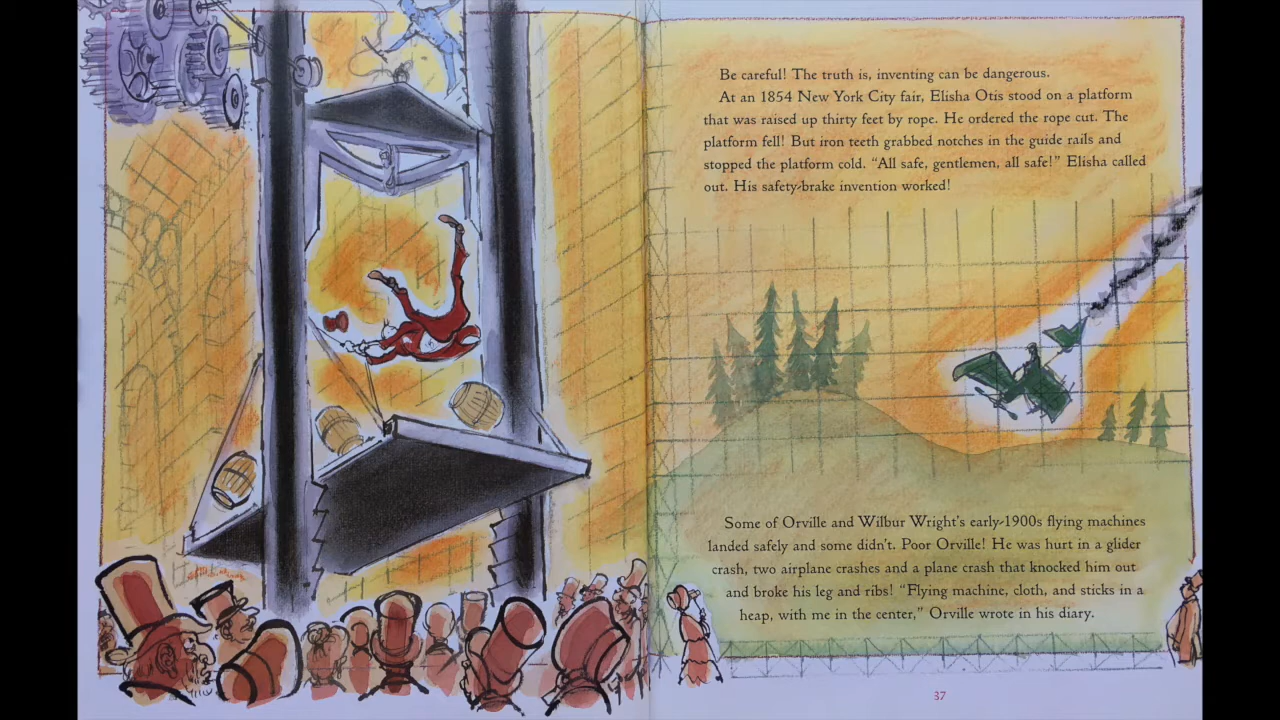 Be careful! The truth is, inventing can be dangerous.
At an 1854 New York City fair, Elisha Otis stood on a platform
that was raised up thirty feet by rope. He ordered the rope cut. The
platform fell! But iron teeth grabbed notches in the guide rails and
stopped the platform cold. “All safe, gentlemen, all safe!” Elisha called
out. His safety-brake invention worked!
Some of Orville and Wilbur Wright’s early-1900s flying machines
landed safely and some didn’t. Poor Orville! He was hurt in a glider
crash, two airplane crashes and a plane crash that knocked him out
and broke his leg and ribs! “Flying machine, cloth, and sticks in a
heap, with me in the center,” Orville wrote in his diary.
37